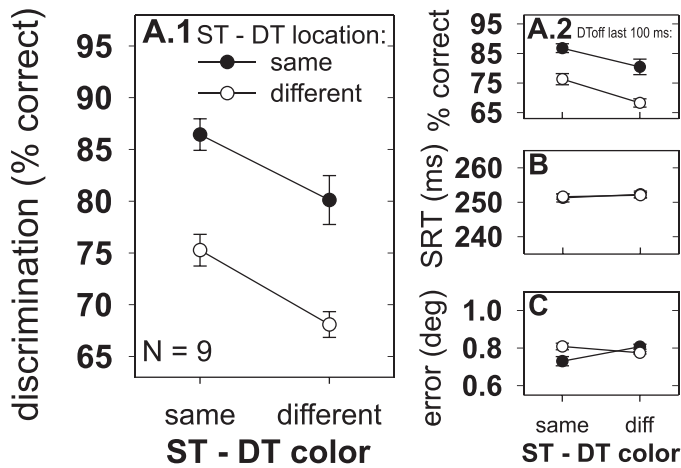 discrimination (% correct)
95
90
85
80
75
70
65
A.1 ST - DT location:
same
different
N = 9
same different
ST - DT color
% correct
95
85
75
65
A.2 DToff last 100 ms:
SRT (ms)
260
250
240
B
error (deg)
1.0
0.8
0.6
C
same diff
ST - DT color